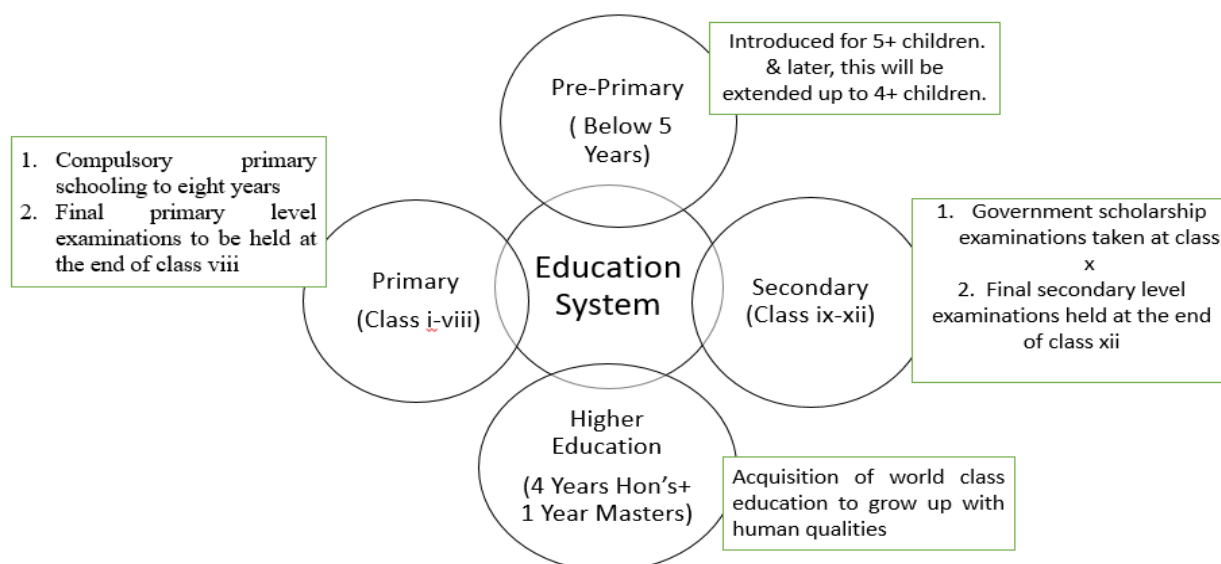 Pre-Primary
( Below 5
Years)
Introduced for 5+ children.
& later, this will be
extended up to 4+ children.
1. Compulsory primary
schooling to eight years
2. Final primary level
examinations to be held at
the end of class viii
Primary
(Class i-viii)
Education
System
Secondary
(Class ix-xii)
1. Government scholarship
examinations taken at class
x
2. Final secondary level
examinations held at the end
of class xii
Higher
Education
(4 Years Hon's+
1 Year Masters)
Acquisition of world class
education to grow up with
human qualities